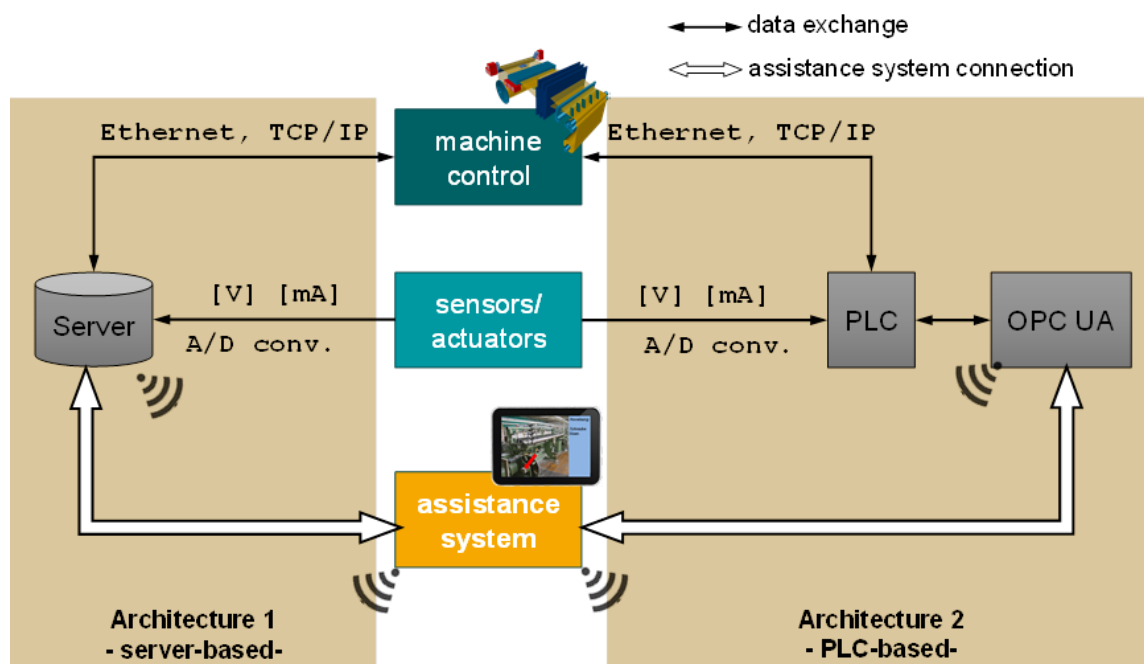 data exchange
assistance system connection
Ethernet, TCP/IP
machine
control
Ethernet, TCP/IP
[V] [mA]
A/D conv.
Server
sensors/
actuators
[V] [mA]
A/D conv.
PLC
OPC UA
assistance
system
Architecture 1
- server-based-
Architecture 2
- PLC-based-